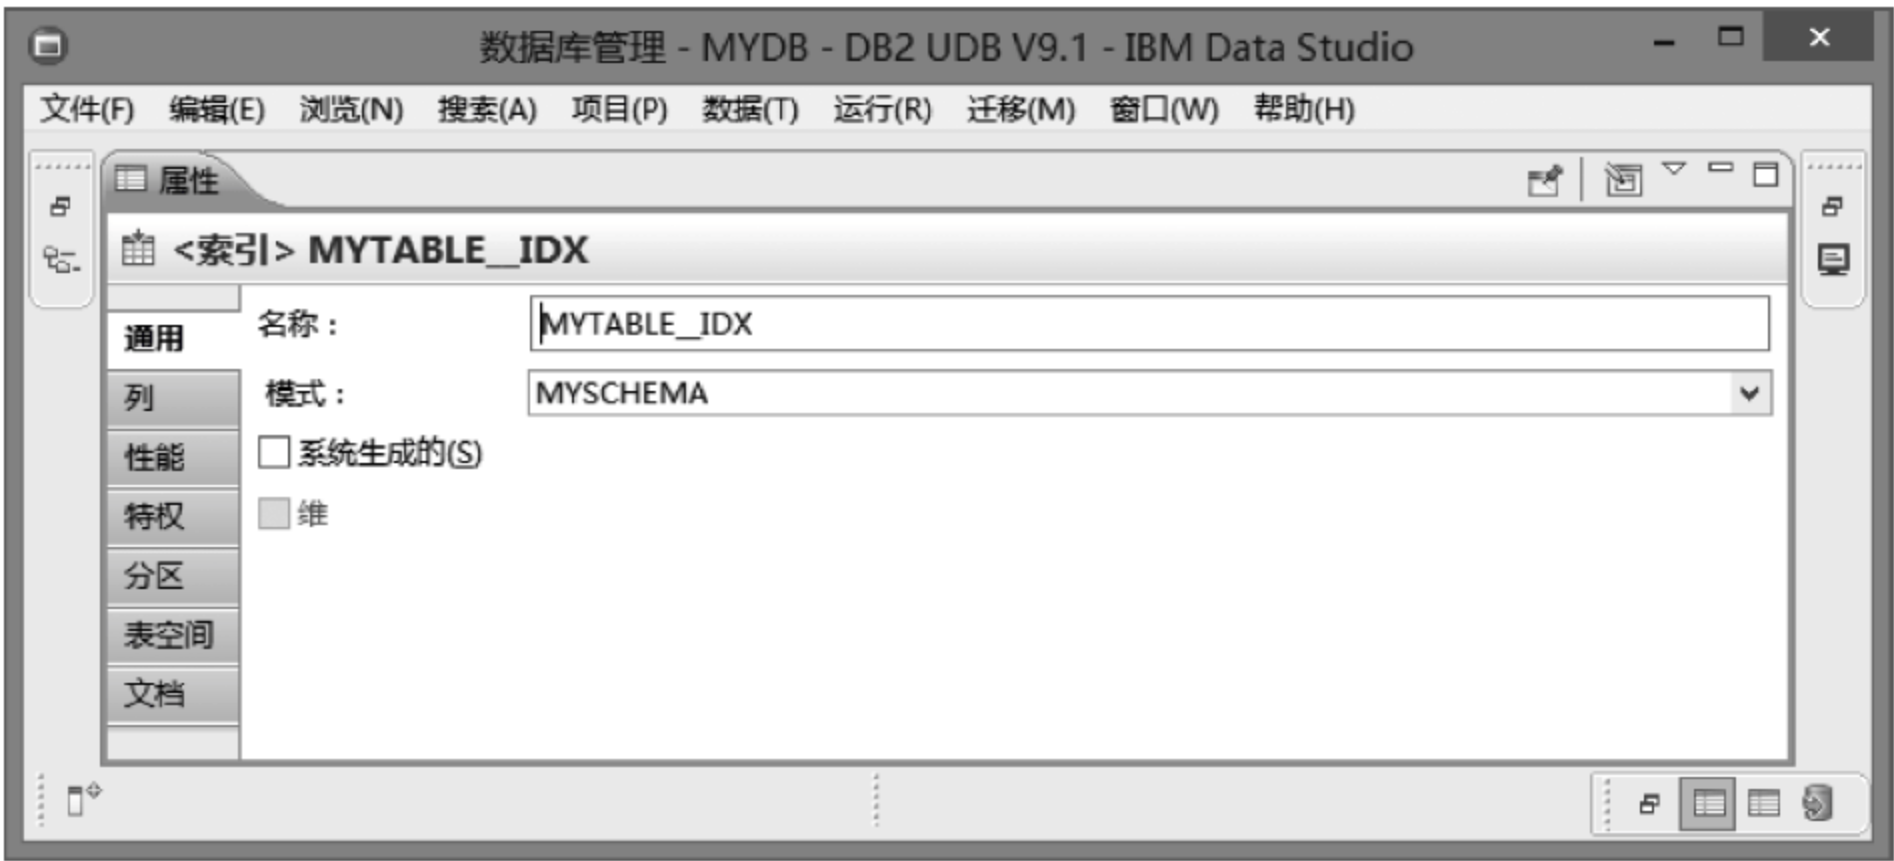 数据库管理 - MYDB - DB2 UDB V9.1 - IBM Data Studio
文件(F) 编辑(E) 浏览(N) 搜索(A) 项目(P) 数据(T) 运行(R) 迁移(M) 窗口(W) 帮助(H)
属性
<索引> MYTABLE__IDX
通用
列
性能
特权
分区
表空间
文档
名称：
MYTABLE__IDX
模式：
MYSCHEMA
系统生成的(S)
维